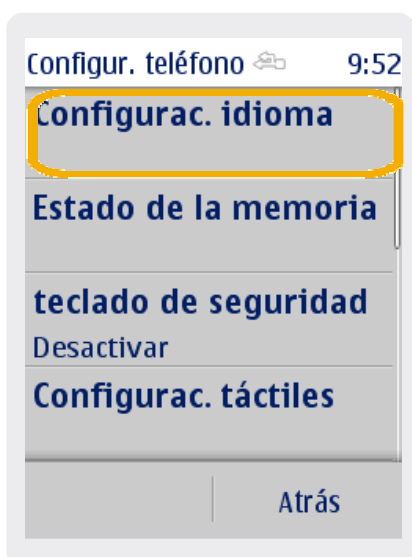 Configur. teléfono 9:52
Configurac. idioma
Estado de la memoria
teclado de seguridad
Desactivar
Configurac. táctiles
Atrás